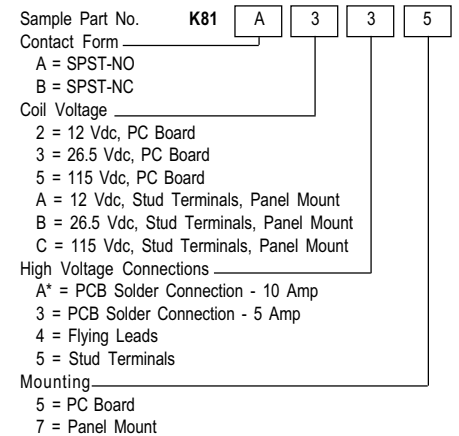 Sample Part No. K81 A 3 3 5
Contact Form
A = SPST-NO
B = SPST-NC
Coil Voltage
2 = 12 Vdc, PC Board
3 = 26.5 Vdc, PC Board
5 = 115 Vdc, PC Board
A = 12 Vdc, Stud Terminals, Panel Mount
B = 26.5 Vdc, Stud Terminals, Panel Mount
C = 115 Vdc, Stud Terminals, Panel Mount
High Voltage Connections
A* = PCB Solder Connection - 10 Amp
3 = PCB Solder Connection - 5 Amp
4 = Flying Leads
5 = Stud Terminals
Mounting
5 = PC Board
7 = Panel Mount